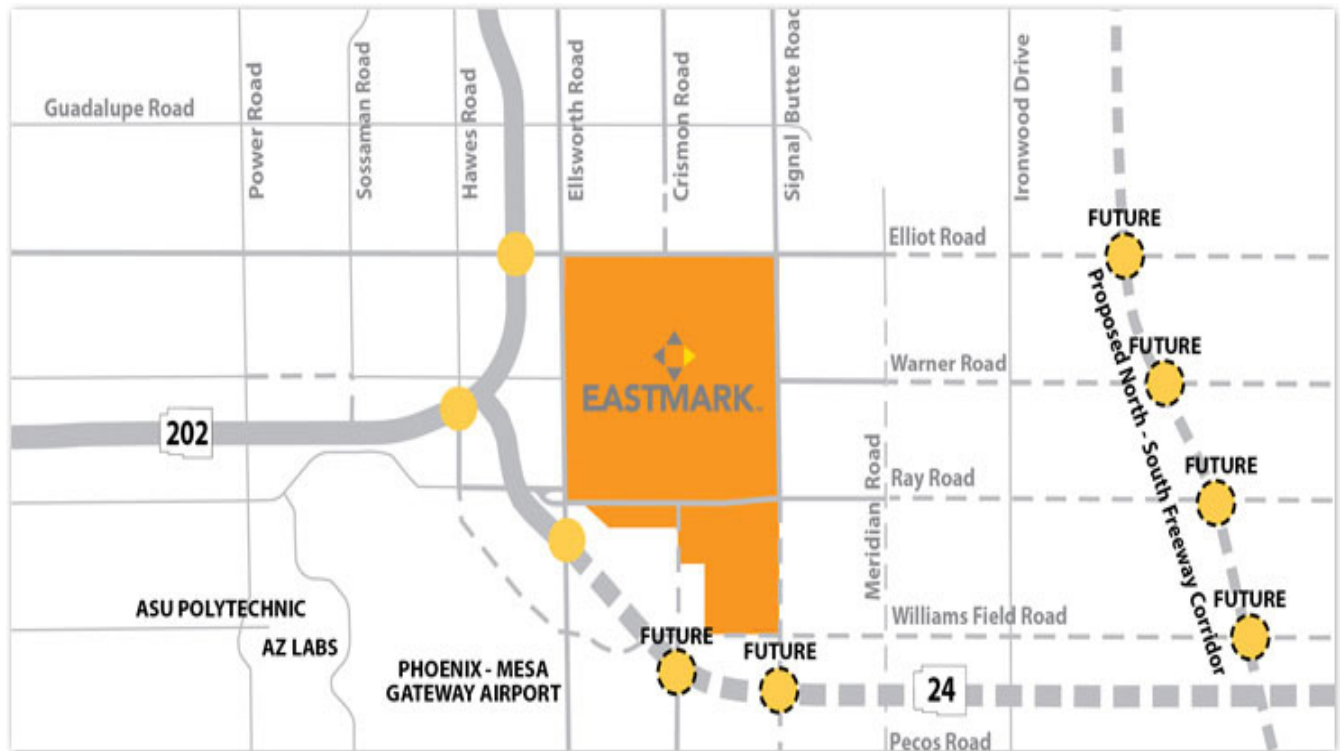 Guadalupe Road
Power Road
Sossaman Road
Hawes Road
Ellsworth Road
Crismon Road
Signal Butte Road
Ironwood Drive
FUTURE
Elliot Road
Proposed North - South Freeway Corridor
FUTURE
Warner Road
EASTMARK
202
Meridian Road
FUTURE
Ray Road
ASU POLYTECHNIC
AZ LABS
PHOENIX - MESA
GATEWAY AIRPORT
FUTURE
FUTURE
Williams Field Road
FUTURE
24
Pecos Road